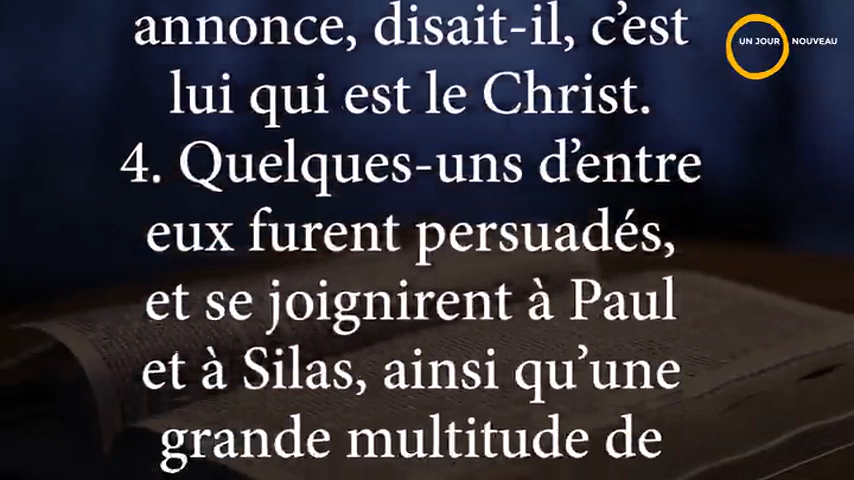 annonce, disait-il, c’est
lui qui est le Christ.
4. Quelques-uns d’entre
eux furent persuadés,
et se joignirent à Paul
et à Silas, ainsi qu’une
grande multitude de
UN JOUR NOUVEAU